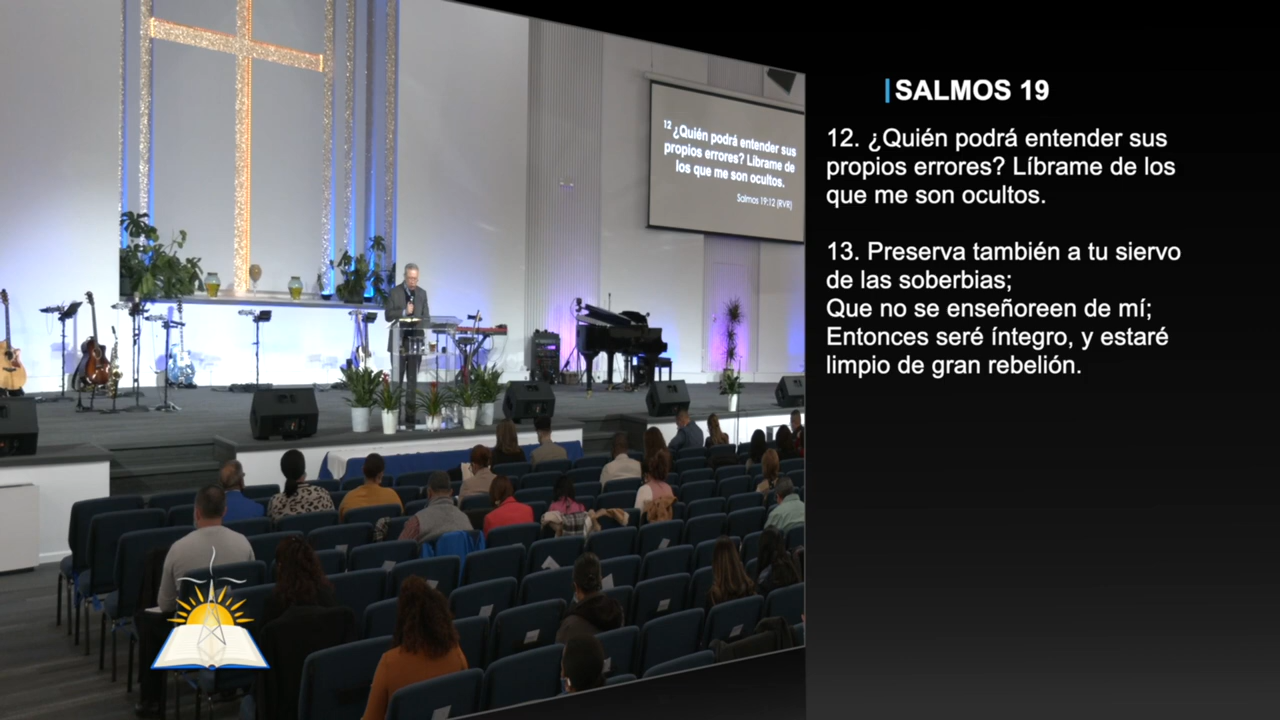 12 ¿Quién podrá entender sus
propios errores? Líbrame de
los que me son ocultos.
Salmos 19:12 (RVR)
SALMOS 19
12. ¿Quién podrá entender sus
propios errores? Líbrame de los
que me son ocultos.
13. Preserva también a tu siervo
de las soberbias;
Que no se enseñoreen de mí;
Entonces seré íntegro, y estaré
limpio de gran rebelión.